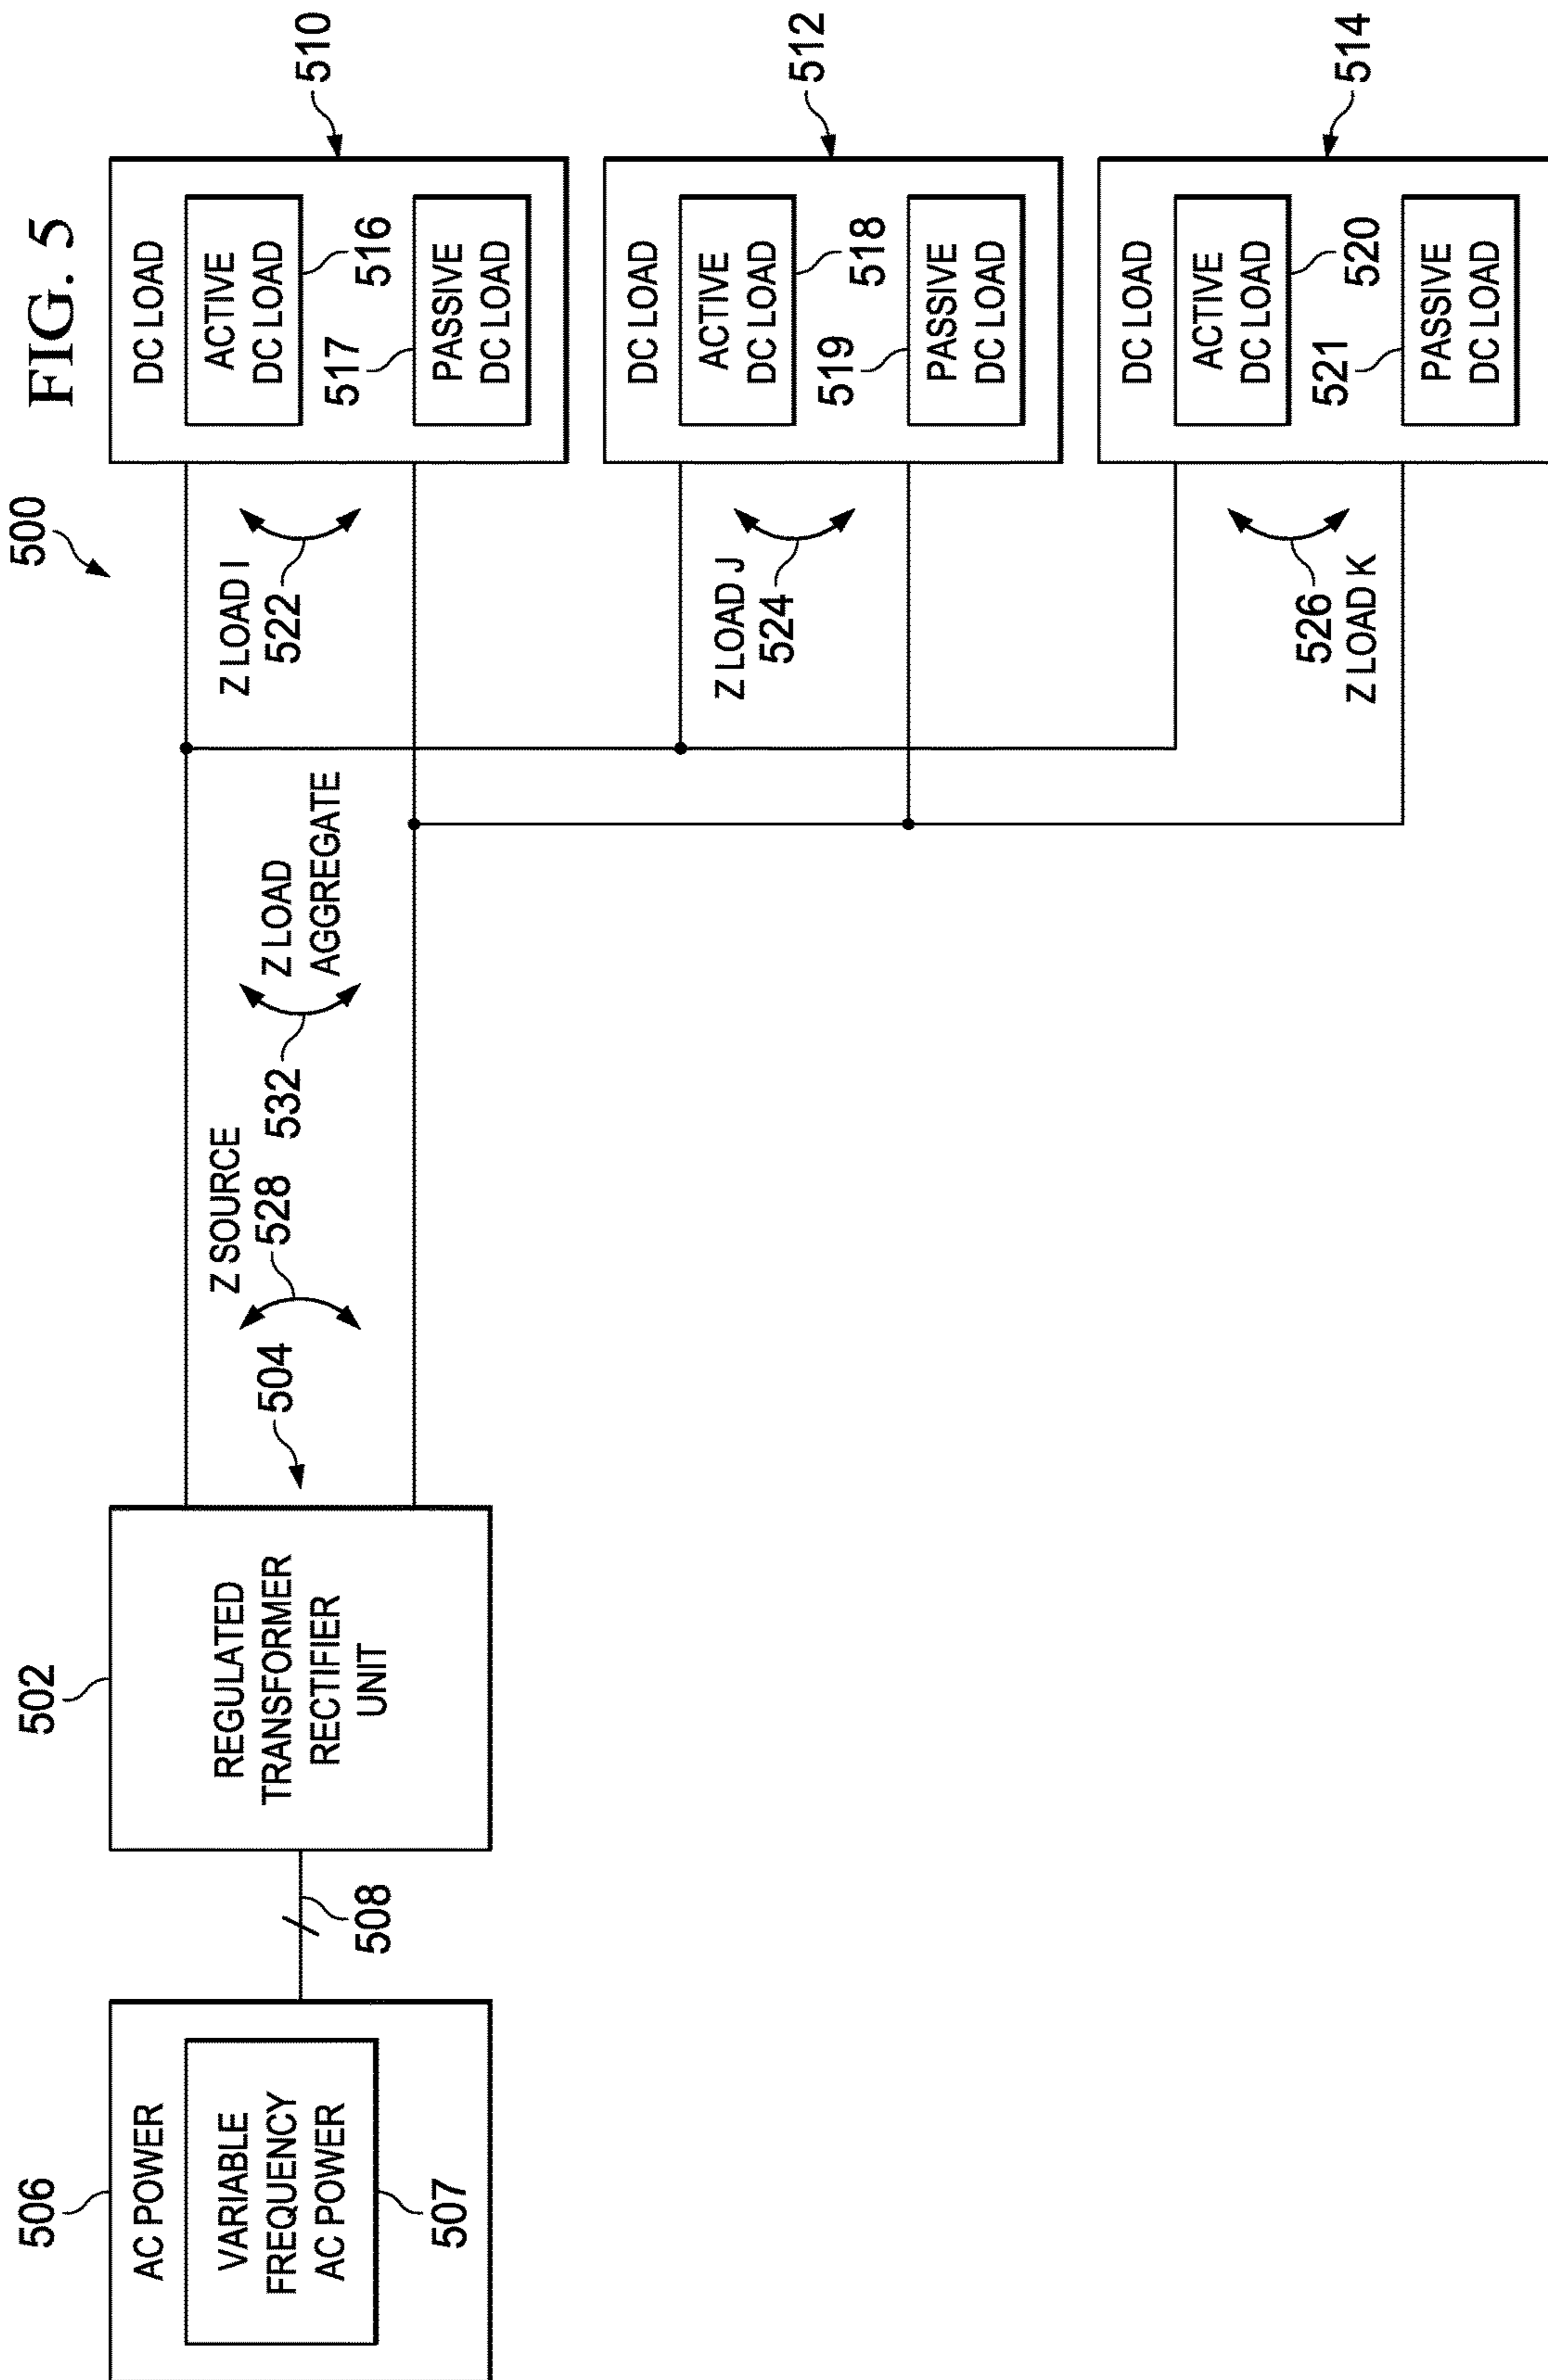 FIG. 5
500
506
AC POWER
VARIABLE
FREQUENCY
AC POWER
507
508
502
REGULATED
TRANSFORMER
RECTIFIER
UNIT
504
Z SOURCE
528
532
Z LOAD
AGGREGATE
Z LOAD I
522
DC LOAD
ACTIVE
DC LOAD
516
517
PASSIVE
DC LOAD
510
Z LOAD J
524
DC LOAD
ACTIVE
DC LOAD
518
519
PASSIVE
DC LOAD
512
526
Z LOAD K
DC LOAD
ACTIVE
DC LOAD
520
521
PASSIVE
DC LOAD
514